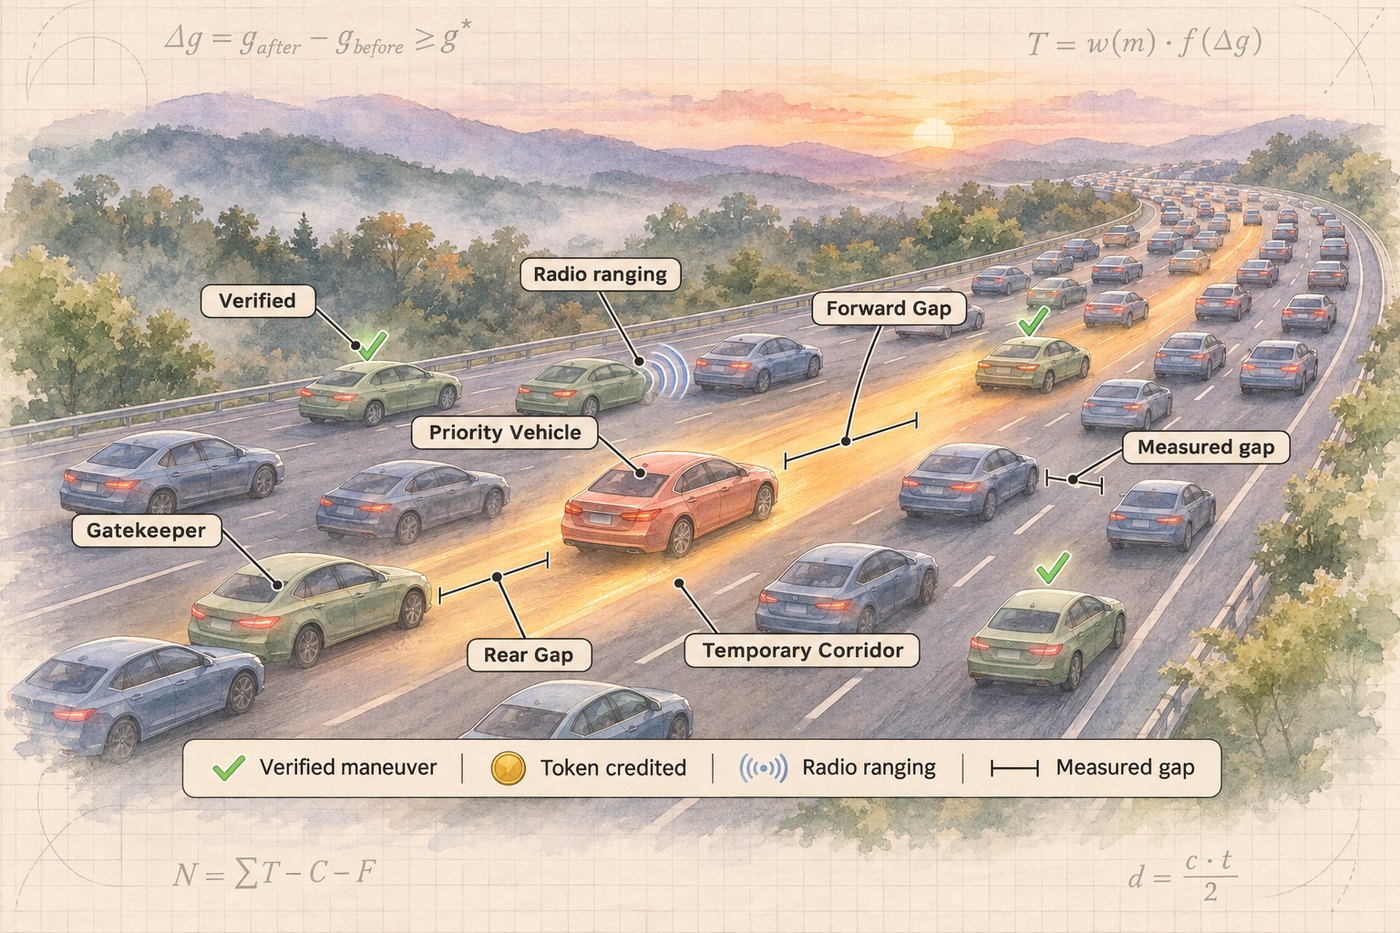 Δg = g_after − g_before ≥ g*
T = w(m) · f(Δg)
Radio ranging
Verified
Forward Gap
Priority Vehicle
Measured gap
Gatekeeper
Rear Gap
Temporary Corridor
Verified maneuver
Token credited
Radio ranging
Measured gap
N = ∑T − C − F
d = c · t / 2